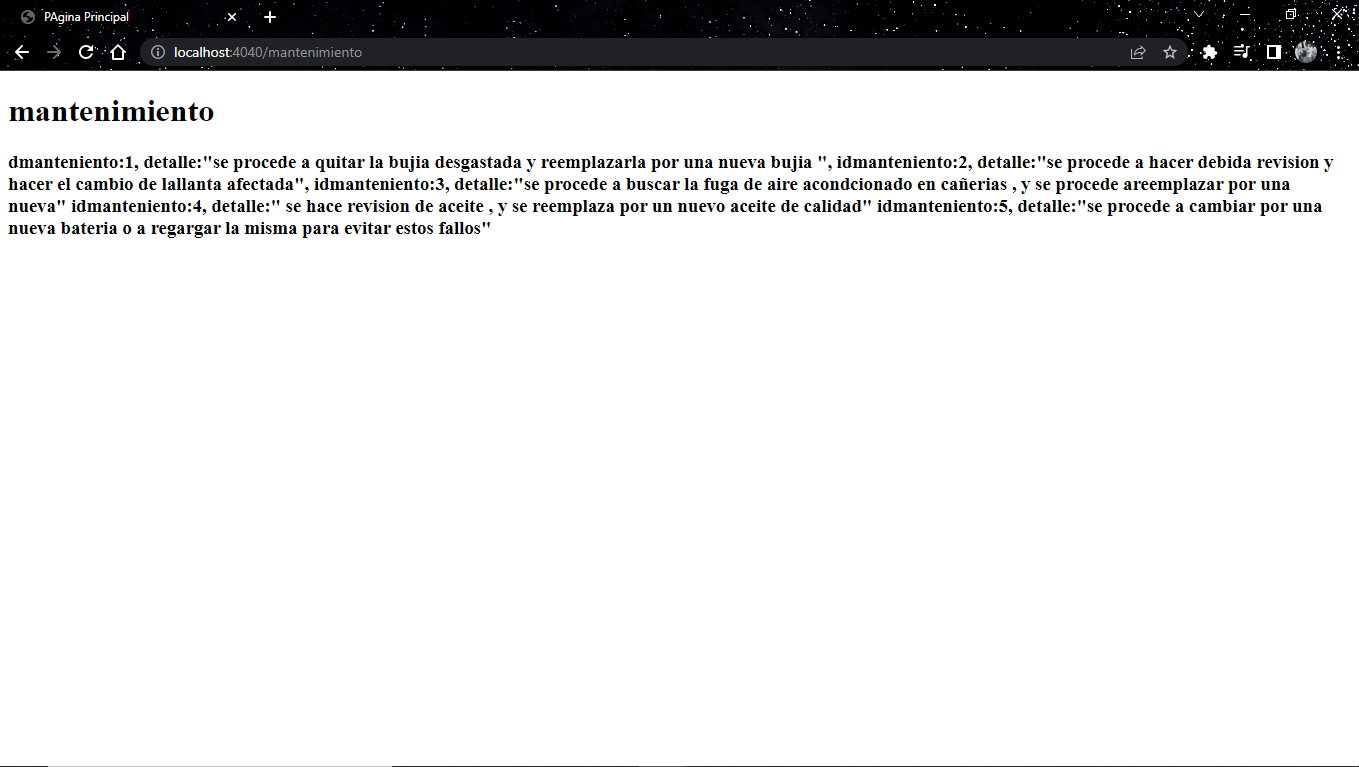 PAgina Principal
localhost:4040/mantenimiento
mantenimiento
dmanteniento:1, detalle:"se procede a quitar la bujia desgastada y reemplazarla por una nueva bujia ", idmanteniento:2, detalle:"se procede a hacer debida revision y
hacer el cambio de lallanta afectada", idmanteniento:3, detalle:"se procede a buscar la fuga de aire acondcionado en cañerias , y se procede areemplazar por una
nueva" idmanteniento:4, detalle:" se hace revision de aceite , y se reemplaza por un nuevo aceite de calidad" idmanteniento:5, detalle:"se procede a cambiar por una
nueva bateria o a regargar la misma para evitar estos fallos"